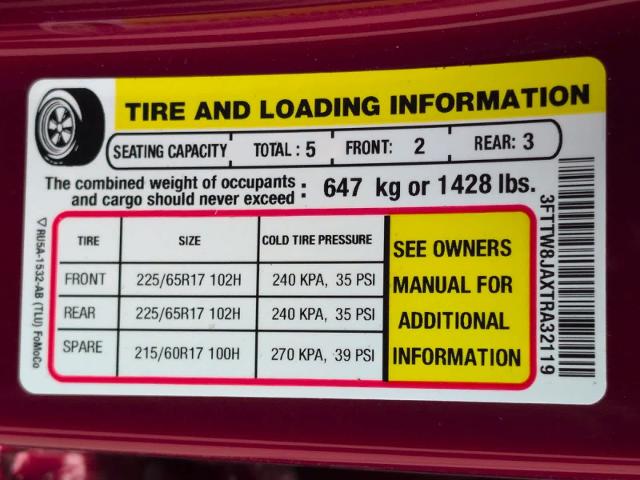 TIRE AND LOADING INFORMATION
SEATING CAPACITY TOTAL : 5 FRONT: 2 REAR: 3
The combined weight of occupants
and cargo should never exceed : 647 kg or 1428 lbs.
TIRE SIZE COLD TIRE PRESSURE
FRONT 225/65R17 102H 240 KPA, 35 PSI
REAR 225/65R17 102H 240 KPA, 35 PSI
SPARE 215/60R17 100H 270 KPA, 39 PSI
SEE OWNERS
MANUAL FOR
ADDITIONAL
INFORMATION
3FTTW8JAXTRA32119
RU5A-1532-AB (TLU) FoMoCo